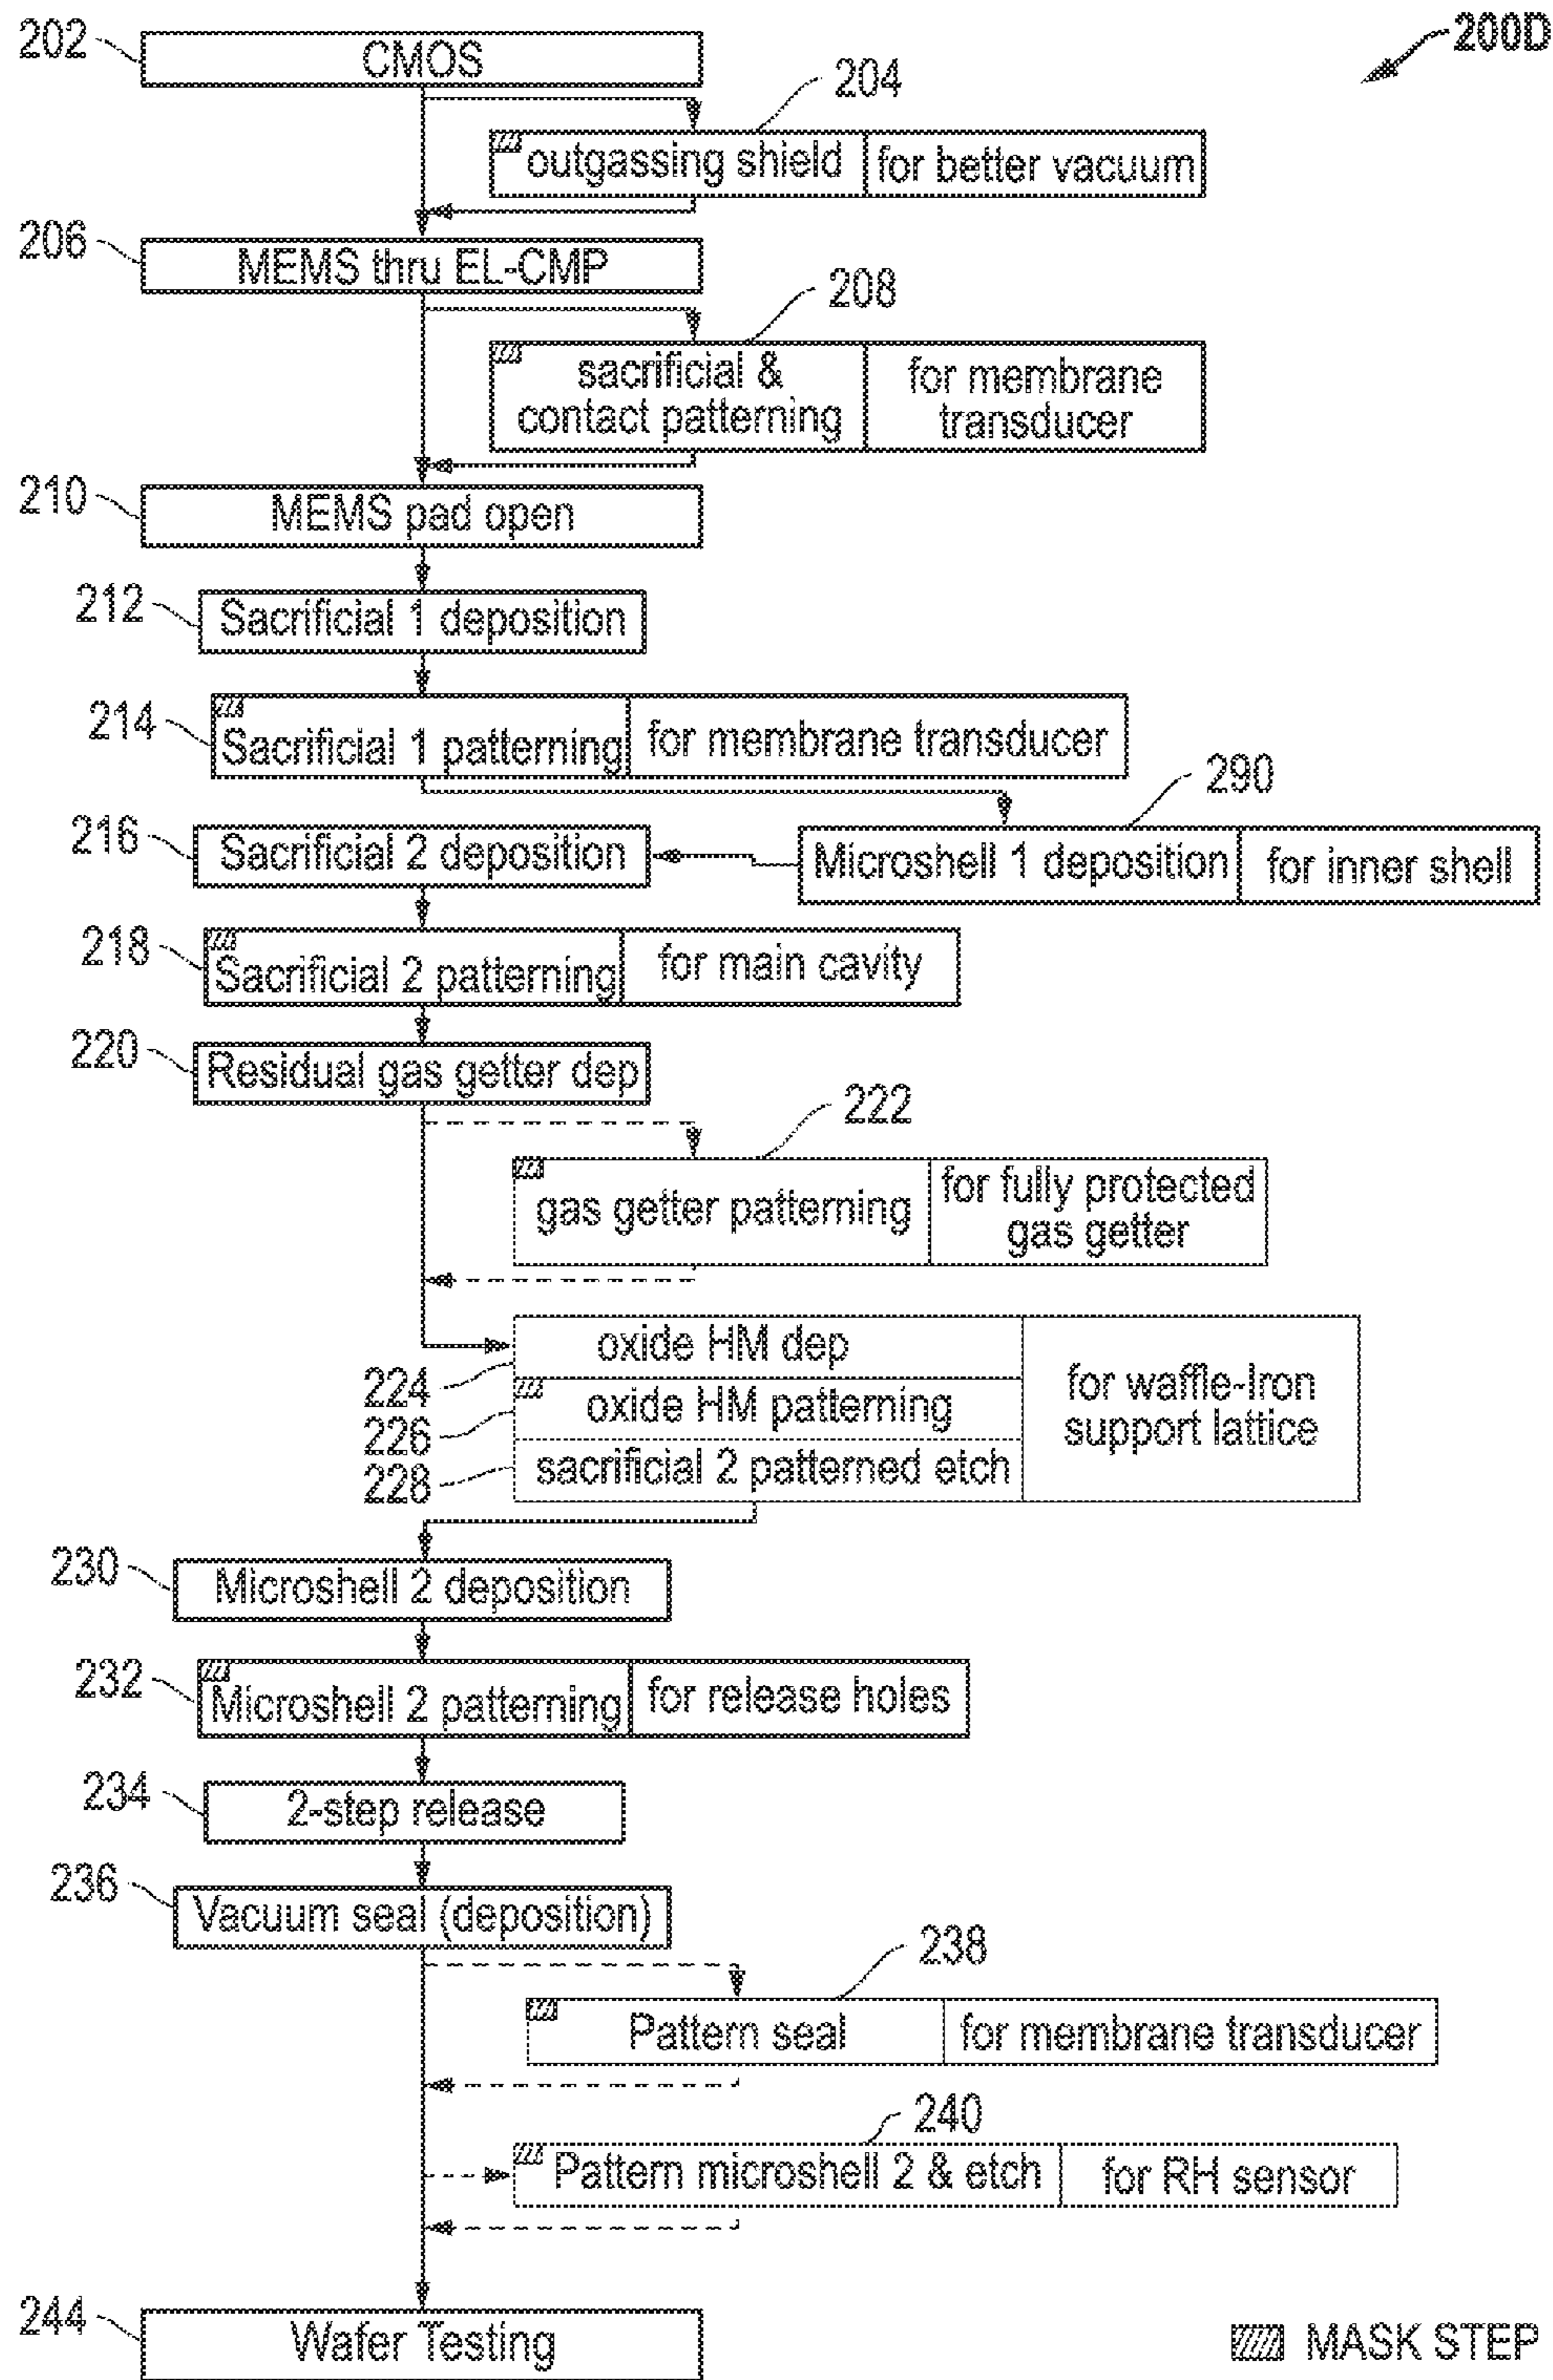 200D
202
CMOS
204
outgassing shield
for better vacuum
206
MEMS thru EL-CMP
208
sacrificial &
contact patterning
for membrane
transducer
210
MEMS pad open
212
Sacrificial 1 deposition
214
Sacrificial 1 patterning
for membrane transducer
290
216
Sacrificial 2 deposition
Microshell 1 deposition
for inner shell
218
Sacrificial 2 patterning
for main cavity
220
Residual gas getter dep
222
gas getter patterning
for fully protected
gas getter
224
oxide HM dep
226
oxide HM patterning
228
sacrificial 2 patterned etch
for waffle-Iron
support lattice
230
Microshell 2 deposition
232
Microshell 2 patterning
for release holes
234
2-step release
236
Vacuum seal (deposition)
238
Pattern seal
for membrane transducer
240
Pattern microshell 2 & etch
for RH sensor
244
Wafer Testing
MASK STEP